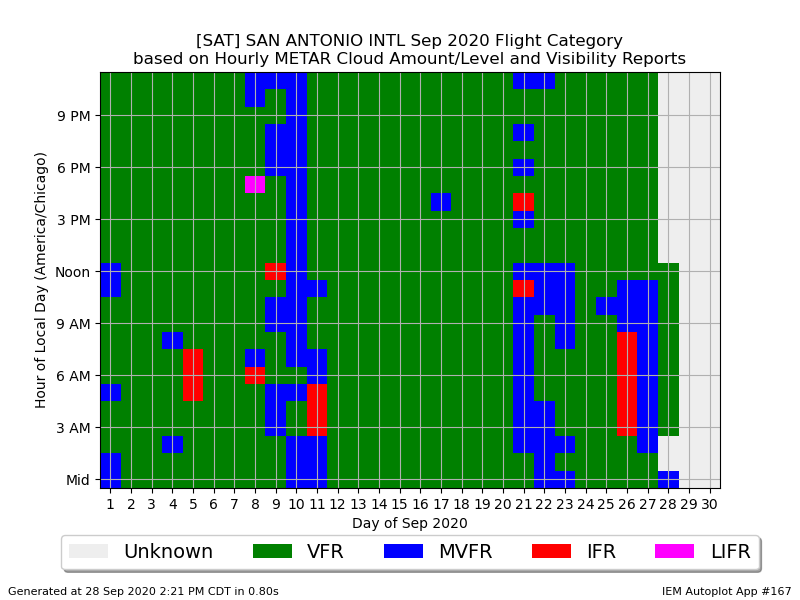 [SAT] SAN ANTONIO INTL Sep 2020 Flight Category
based on Hourly METAR Cloud Amount/Level and Visibility Reports
Hour of Local Day (America/Chicago)
9 PM
6 PM
3 PM
Noon
9 AM
6 AM
3 AM
Mid
1 2 3 4 5 6 7 8 9 10 11 12 13 14 15 16 17 18 19 20 21 22 23 24 25 26 27 28 29 30
Day of Sep 2020
Unknown VFR MVFR IFR LIFR
Generated at 28 Sep 2020 2:21 PM CDT in 0.80s IEM Autoplot App #167